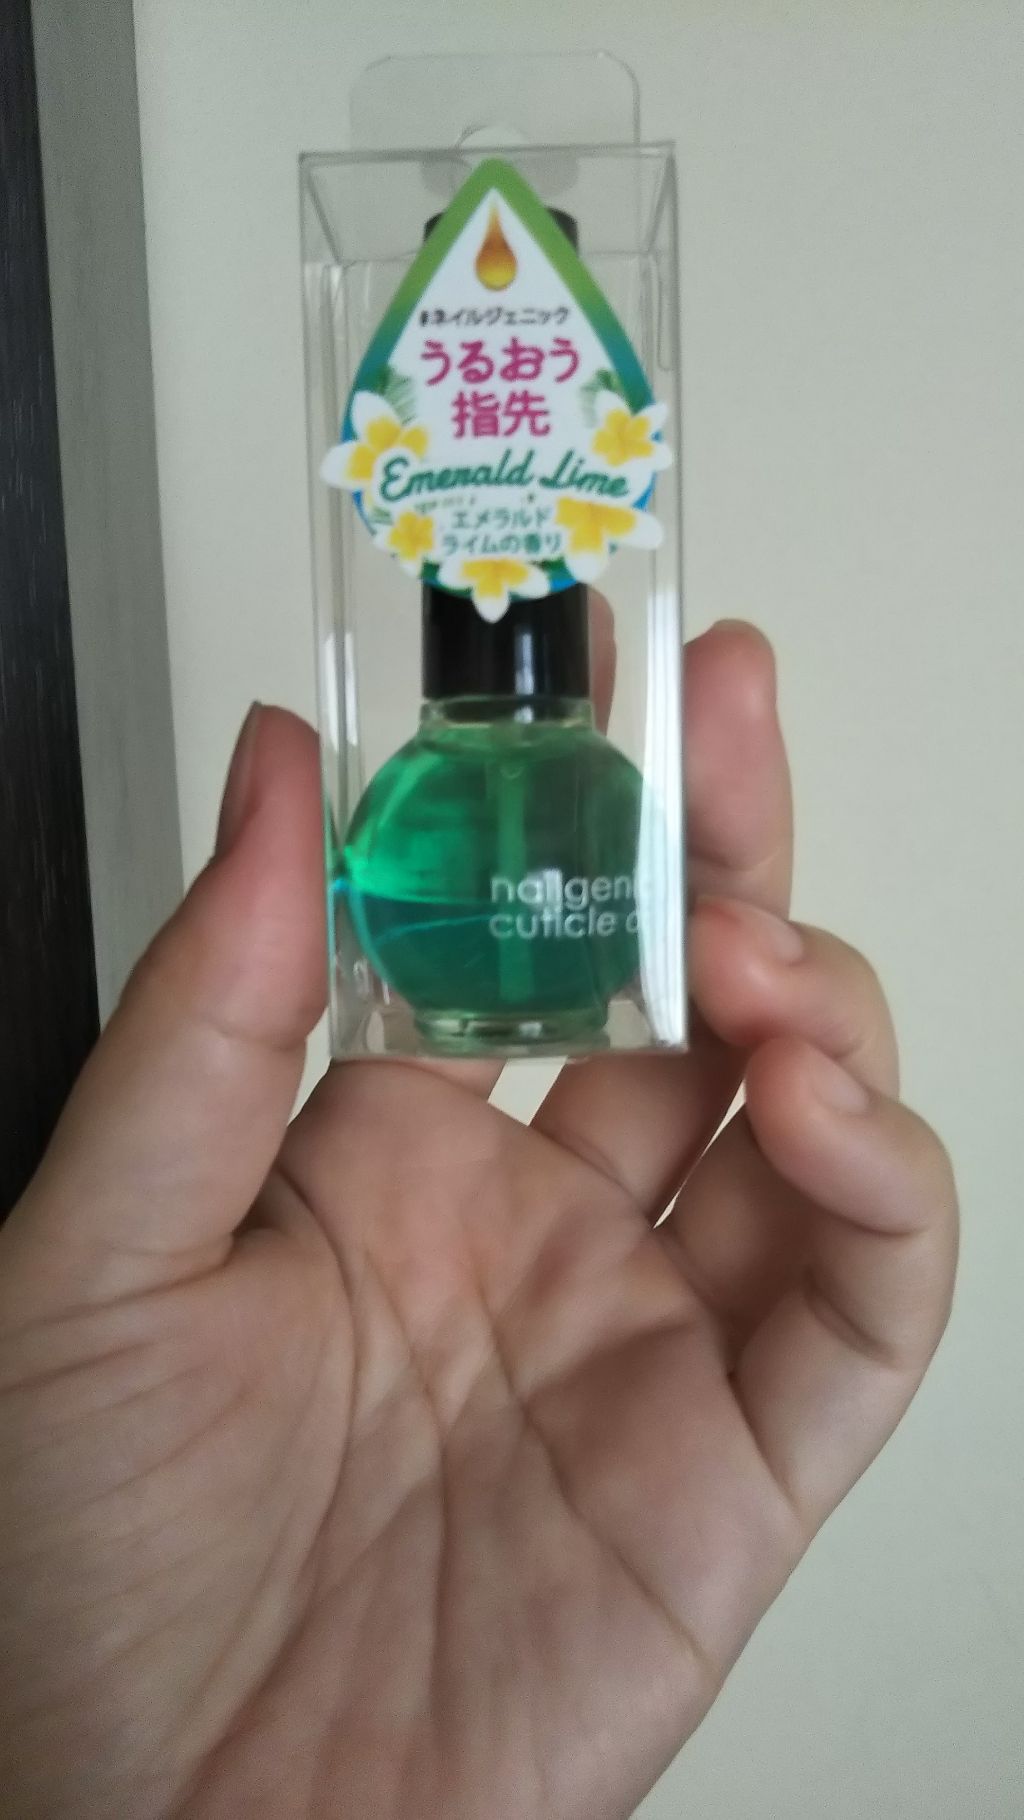 #ネイルジェニック
うるおう
指先
Emerald Lime
エメラルド
ライムの香り
nailgeni
cuticle o